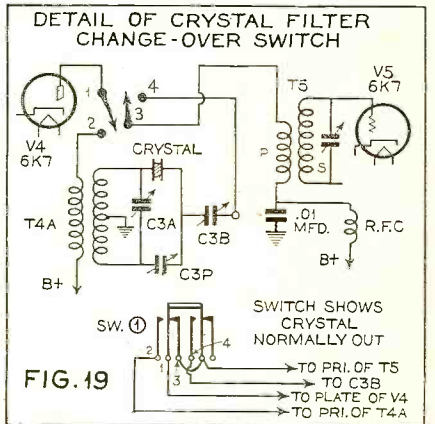 DETAIL OF CRYSTAL FILTER
CHANGE-OVER SWITCH
V4
6K7
1
2
3
4
T5
V5
6K7
P
S
CRYSTAL
T4A
C3A
C3B
C3P
.01
MFD.
R.F.C
B+
B+
SWITCH SHOWS
CRYSTAL
NORMALLY OUT
SW. ①
2
1
3
4
TO PRI. OF T5
TO C3B
TO PLATE OF V4
TO PRI. OF T4A
FIG. 19